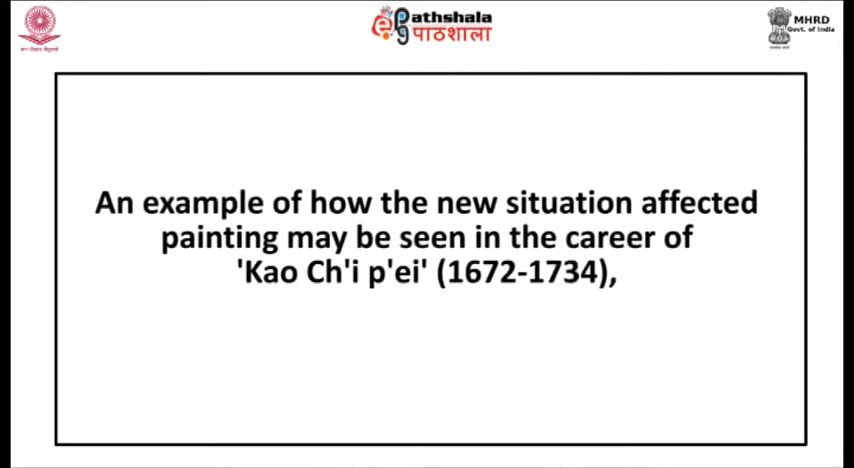 ePathshala
पाठशाला
MHRD
Govt. of India
An example of how the new situation affected
painting may be seen in the career of
'Kao Ch'i p'ei' (1672-1734),